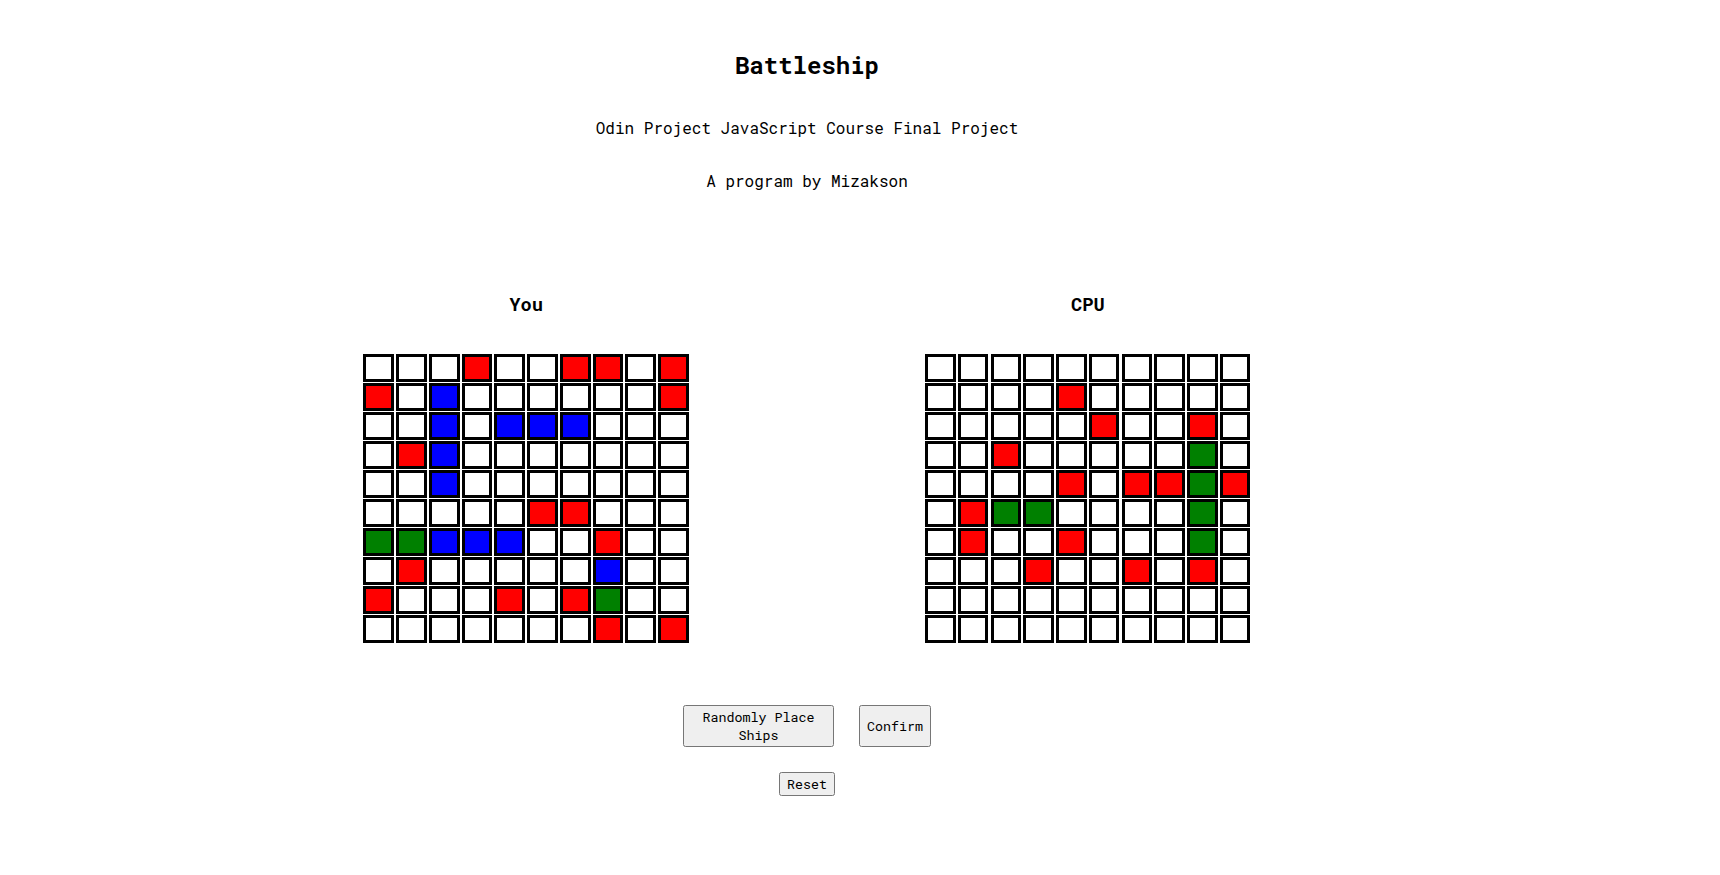 Battleship
Odin Project JavaScript Course Final Project
A program by Mizakson
You
CPU
Randomly Place
Ships
Confirm
Reset